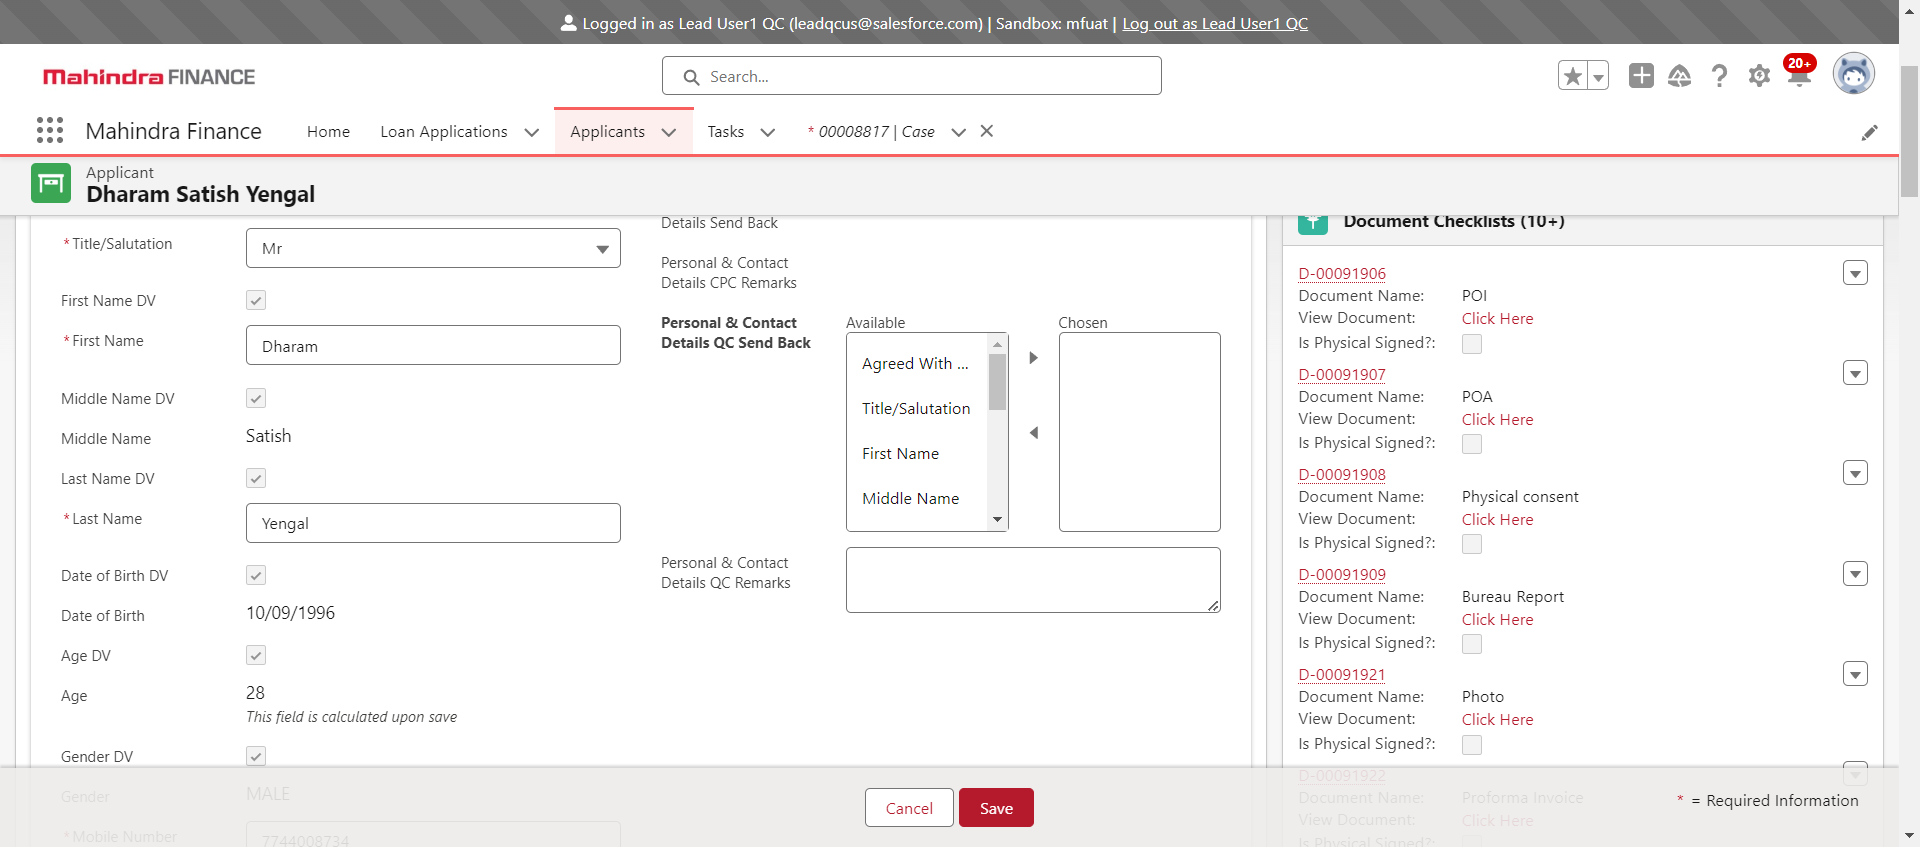 Logged in as Lead User1 QC (leadqcus@salesforce.com) | Sandbox: mfuat | Log out as Lead User1 QC
Mahindra FINANCE
Search...
20+
Mahindra Finance
Home
Loan Applications
Applicants
Tasks
* 00008817 | Case
Applicant
Dharam Satish Yengal
*Title/Salutation
Mr
First Name DV
*First Name
Dharam
Middle Name DV
Middle Name
Satish
Last Name DV
*Last Name
Yengal
Date of Birth DV
Date of Birth
10/09/1996
Age DV
Age
28
This field is calculated upon save
Gender DV
Gender
MALE
*Mobile Number
7744008734
Details Send Back
Personal & Contact
Details CPC Remarks
Personal & Contact
Details QC Send Back
Available
Agreed With ...
Title/Salutation
First Name
Middle Name
Chosen
Personal & Contact
Details QC Remarks
Document Checklists (10+)
D-00091906
Document Name: POI
View Document: Click Here
Is Physical Signed?:
D-00091907
Document Name: POA
View Document: Click Here
Is Physical Signed?:
D-00091908
Document Name: Physical consent
View Document: Click Here
Is Physical Signed?:
D-00091909
Document Name: Bureau Report
View Document: Click Here
Is Physical Signed?:
D-00091921
Document Name: Photo
View Document: Click Here
Is Physical Signed?:
D-00091922
Document Name: Proforma Invoice
View Document: Click Here
Is Physical Signed?:
Cancel
Save
* = Required Information